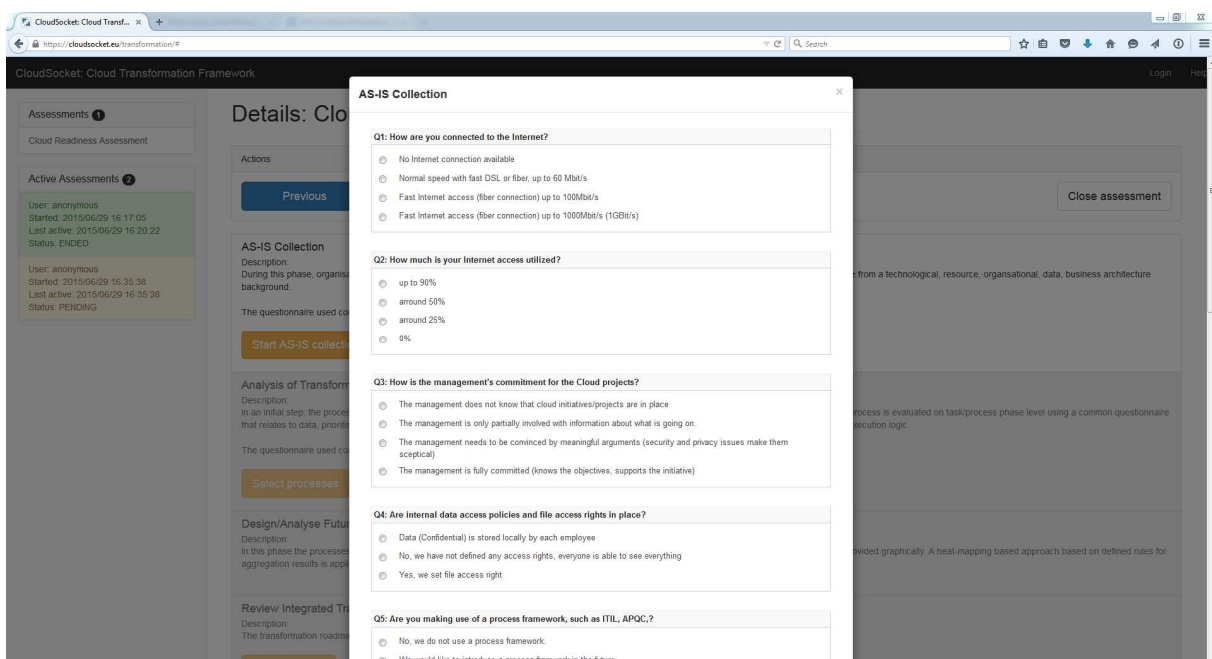 CloudSocket: Cloud Transf...
https://cloudsocket.eu/transformation/#
Search
CloudSocket: Cloud Transformation Framework
Login
Help
Assessments 1
Cloud Readiness Assessment
Active Assessments 2
User: anonymous
Started: 2015/06/29 16:17:05
Last active: 2015/06/29 16:20:22
Status: ENDED
User: anonymous
Started: 2015/06/29 16:35:38
Last active: 2015/06/29 16:35:38
Status: PENDING
Details: Clo
Actions
Previous
Close assessment
AS-IS Collection
Description:
During this phase, organisa
e from a technological, resource, organsational, data, business architecture
background.
The questionnaire used co
Start AS-IS collecti
Analysis of Transform
Description:
In an initial step, the proces
rocess is evaluated on task/process phase level using a common questionnaire
that relates to data, prioriti
xecution logic.
The questionnaire used co
Select processes
Design/Analyse Futur
Description:
In this phase the processes
ovided graphically. A heat-mapping based approach based on defined rules for
aggregation results is appli
Review Integrated Tra
Description:
The transformation roadma
AS-IS Collection
×
Q1: How are you connected to the Internet?
No Internet connection available
Normal speed with fast DSL or fiber, up to 60 Mbit/s
Fast Internet access (fiber connection) up to 100Mbit/s
Fast Internet access (fiber connection) up to 1000Mbit/s (1GBit/s)
Q2: How much is your Internet access utilized?
up to 90%
arround 50%
arround 25%
0%
Q3: How is the management's commitment for the Cloud projects?
The management does not know that cloud initiatives/projects are in place
The management is only partially involved with information about what is going on.
The management needs to be convinced by meaningful arguments (security and privacy issues make them
sceptical)
The management is fully committed (knows the objectives, supports the initiative)
Q4: Are internal data access policies and file access rights in place?
Data (Confidential) is stored locally by each employee
No, we have not defined any access rights, everyone is able to see everything
Yes, we set file access right
Q5: Are you making use of a process framework, such as ITIL, APQC,?
No, we do not use a process framework.
We would like to introduce a process framwork in the future